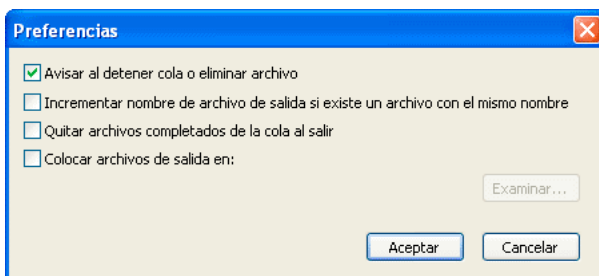 Preferencias
Avisar al detener cola o eliminar archivo
Incrementar nombre de archivo de salida si existe un archivo con el mismo nombre
Quitar archivos completados de la cola al salir
Colocar archivos de salida en:
Examinar...
Aceptar Cancelar